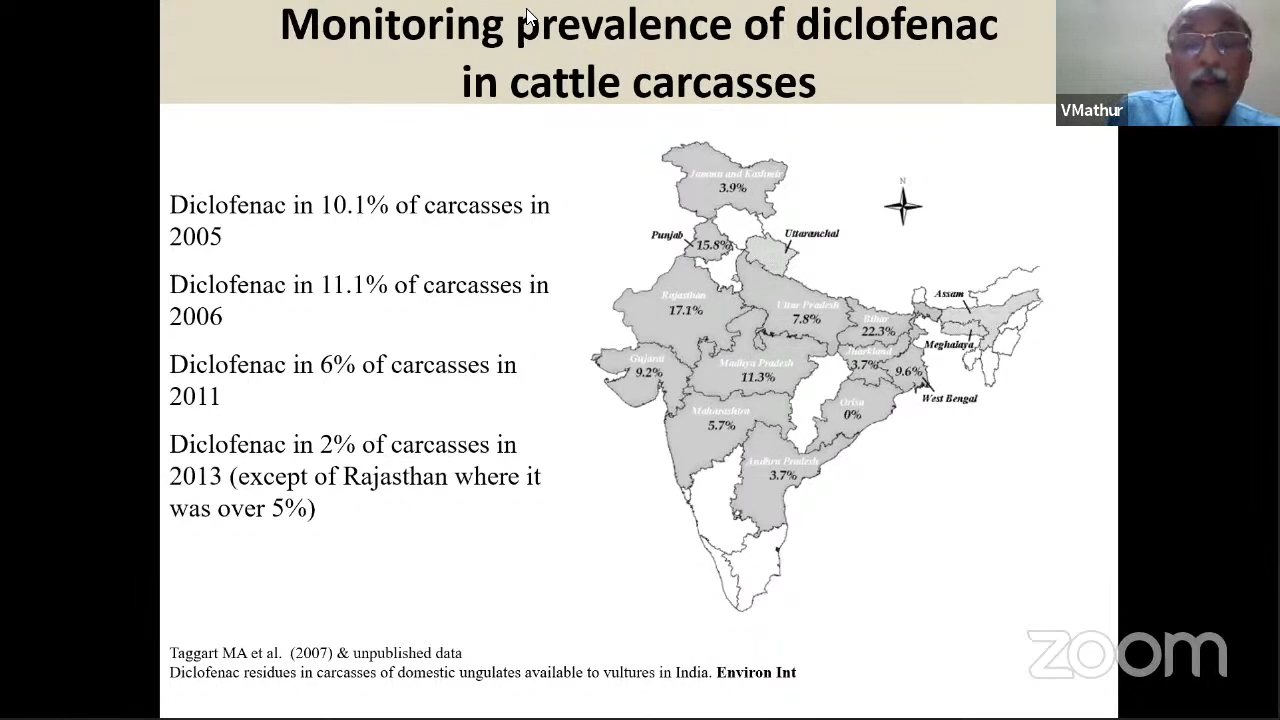 Monitoring prevalence of diclofenac
in cattle carcasses
VMathur
Diclofenac in 10.1% of carcasses in
2005
Diclofenac in 11.1% of carcasses in
2006
Diclofenac in 6% of carcasses in
2011
Diclofenac in 2% of carcasses in
2013 (except of Rajasthan where it
was over 5%)
Jammu and Kashmir
3.9%
N
Punjab
15.8%
Uttaranchal
Rajasthan
17.1%
Uttar Pradesh
7.8%
Bihar
22.3%
Assam
Meghalaya
Gujarat
9.2%
Madhya Pradesh
11.3%
Jharkland
3.7%
9.6%
West Bengal
Maharashtra
5.7%
Orisa
0%
Andhra Pradesh
3.7%
Taggart MA et al. (2007) & unpublished data
Diclofenac residues in carcasses of domestic ungulates available to vultures in India. Environ Int
zoom